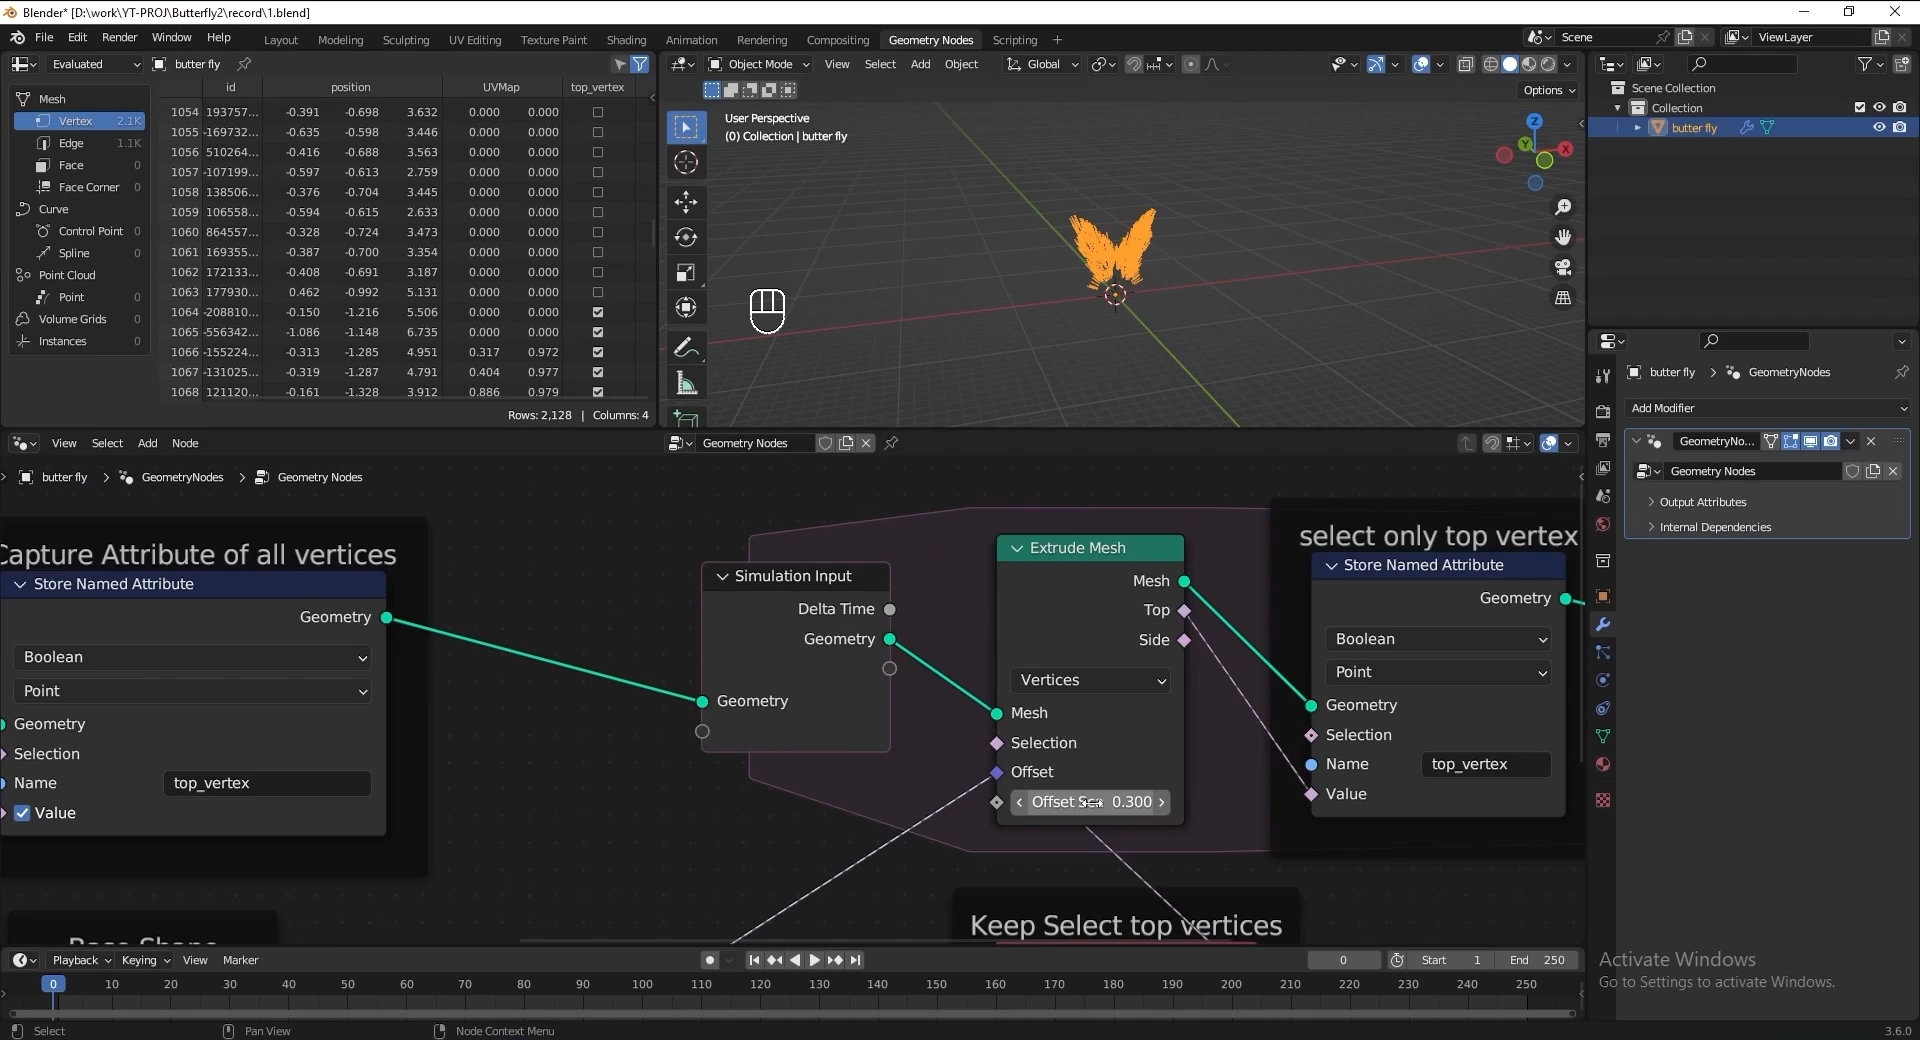 Blender* [D:\work\YT-PROJ\Butterfly2\record\1.blend]
File Edit Render Window Help Layout Modeling Sculpting UV Editing Texture Paint Shading Animation Rendering Compositing Geometry Nodes Scripting + Scene ViewLayer
Evaluated butter fly
Object Mode View Select Add Object Global
Options
id position UVMap top_vertex
Mesh
Vertex 2.1K
Edge 1.1K
Face 0
Face Corner 0
Curve
Control Point 0
Spline 0
Point Cloud
Point 0
Volume Grids 0
Instances 0
1054 193757... -0.391 -0.698 3.632 0.000 0.000
1055 -169732... -0.635 -0.598 3.446 0.000 0.000
1056 510264... -0.416 -0.688 3.563 0.000 0.000
1057 -107199... -0.597 -0.613 2.759 0.000 0.000
1058 138506... -0.376 -0.704 3.445 0.000 0.000
1059 106558... -0.594 -0.615 2.633 0.000 0.000
1060 864557... -0.328 -0.724 3.473 0.000 0.000
1061 169355... -0.387 -0.700 3.354 0.000 0.000
1062 172133... -0.408 -0.691 3.187 0.000 0.000
1063 177930... 0.462 -0.992 5.131 0.000 0.000
1064 -208810... -0.150 -1.216 5.506 0.000 0.000
1065 -556342... -1.086 -1.148 6.735 0.000 0.000
1066 -155224... -0.313 -1.285 4.951 0.317 0.972
1067 -131025... -0.319 -1.287 4.791 0.404 0.977
1068 121120... -0.161 -1.328 3.912 0.886 0.979
Rows: 2,128 | Columns: 4
User Perspective
(0) Collection | butter fly
Z
Y
X
Scene Collection
Collection
butter fly
butter fly > GeometryNodes
Add Modifier
GeometryNo...
Geometry Nodes
Output Attributes
Internal Dependencies
View Select Add Node Geometry Nodes
butter fly > GeometryNodes > Geometry Nodes
Capture Attribute of all vertices
Store Named Attribute
Geometry
Boolean
Point
Geometry
Selection
Name top_vertex
Value
Simulation Input
Delta Time
Geometry
Geometry
Extrude Mesh
Mesh
Top
Side
Vertices
Mesh
Selection
Offset
Offset Sc 0.300
select only top vertex
Store Named Attribute
Geometry
Boolean
Point
Geometry
Selection
Name top_vertex
Value
Base Shape
Keep Select top vertices
Playback Keying View Marker 0 Start 1 End 250
0 10 20 30 40 50 60 70 80 90 100 110 120 130 140 150 160 170 180 190 200 210 220 230 240 250
Activate Windows
Go to Settings to activate Windows.
Select Pan View Node Context Menu 3.6.0